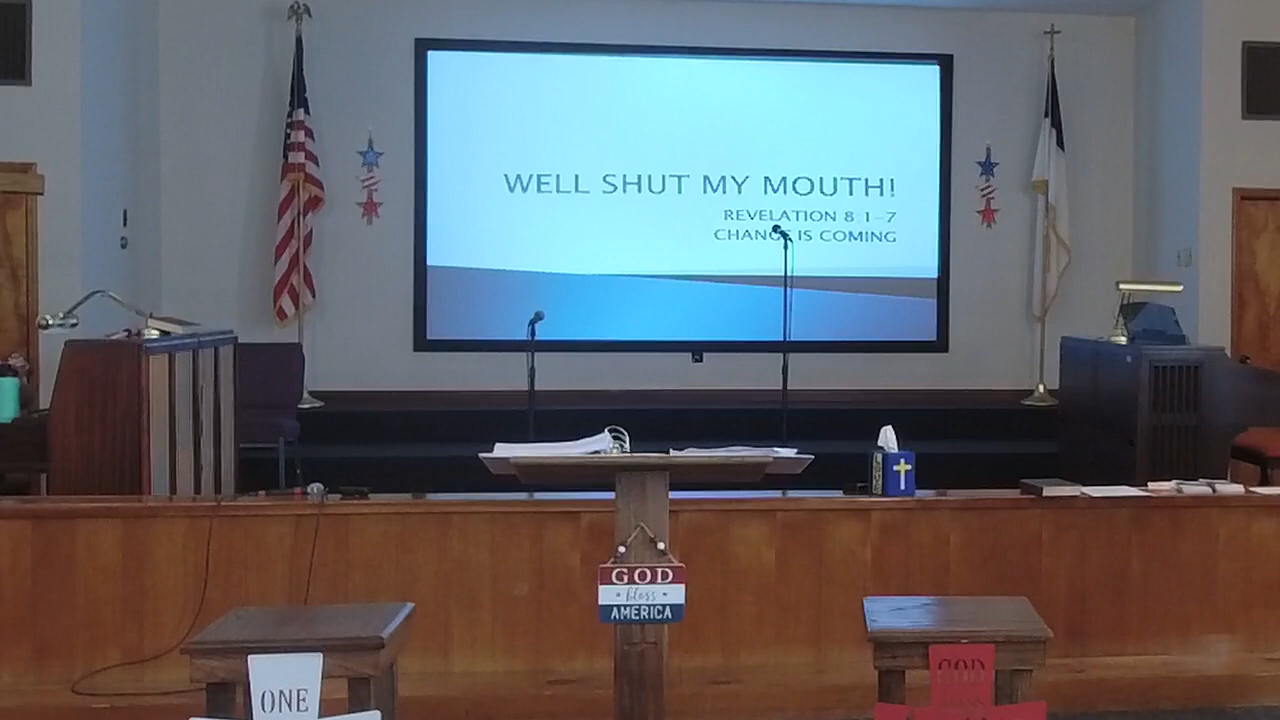 WELL SHUT MY MOUTH!
REVELATION 8:1-7
CHANGE IS COMING
GOD
bless
AMERICA
ONE
GOD